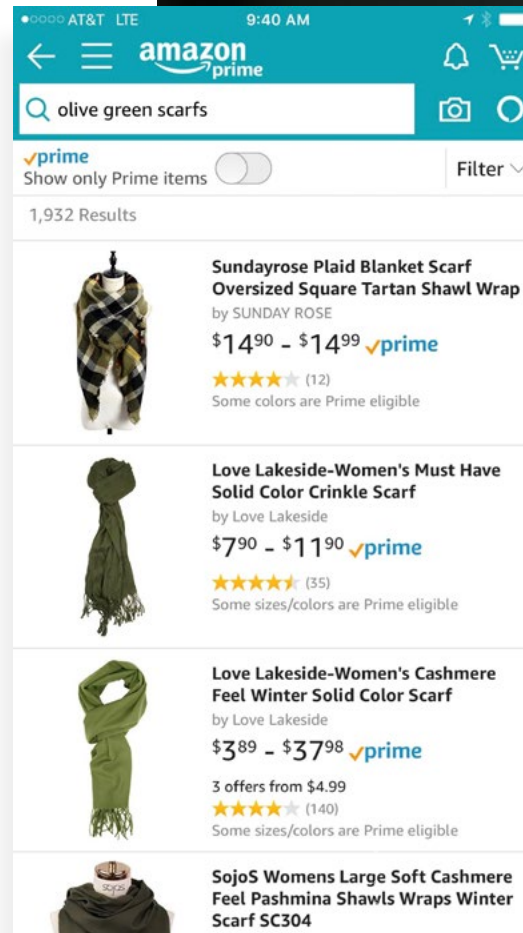 AT&T LTE 9:40 AM
amazon
prime
olive green scarfs
prime
Show only Prime items
Filter
1,932 Results
Sundayrose Plaid Blanket Scarf
Oversized Square Tartan Shawl Wrap
by SUNDAY ROSE
$14.90 - $14.99 prime
(12)
Some colors are Prime eligible
Love Lakeside-Women's Must Have
Solid Color Crinkle Scarf
by Love Lakeside
$7.90 - $11.90 prime
(35)
Some sizes/colors are Prime eligible
Love Lakeside-Women's Cashmere
Feel Winter Solid Color Scarf
by Love Lakeside
$3.89 - $37.98 prime
3 offers from $4.99
(140)
Some sizes/colors are Prime eligible
sojos
SojoS Womens Large Soft Cashmere
Feel Pashmina Shawls Wraps Winter
Scarf SC304